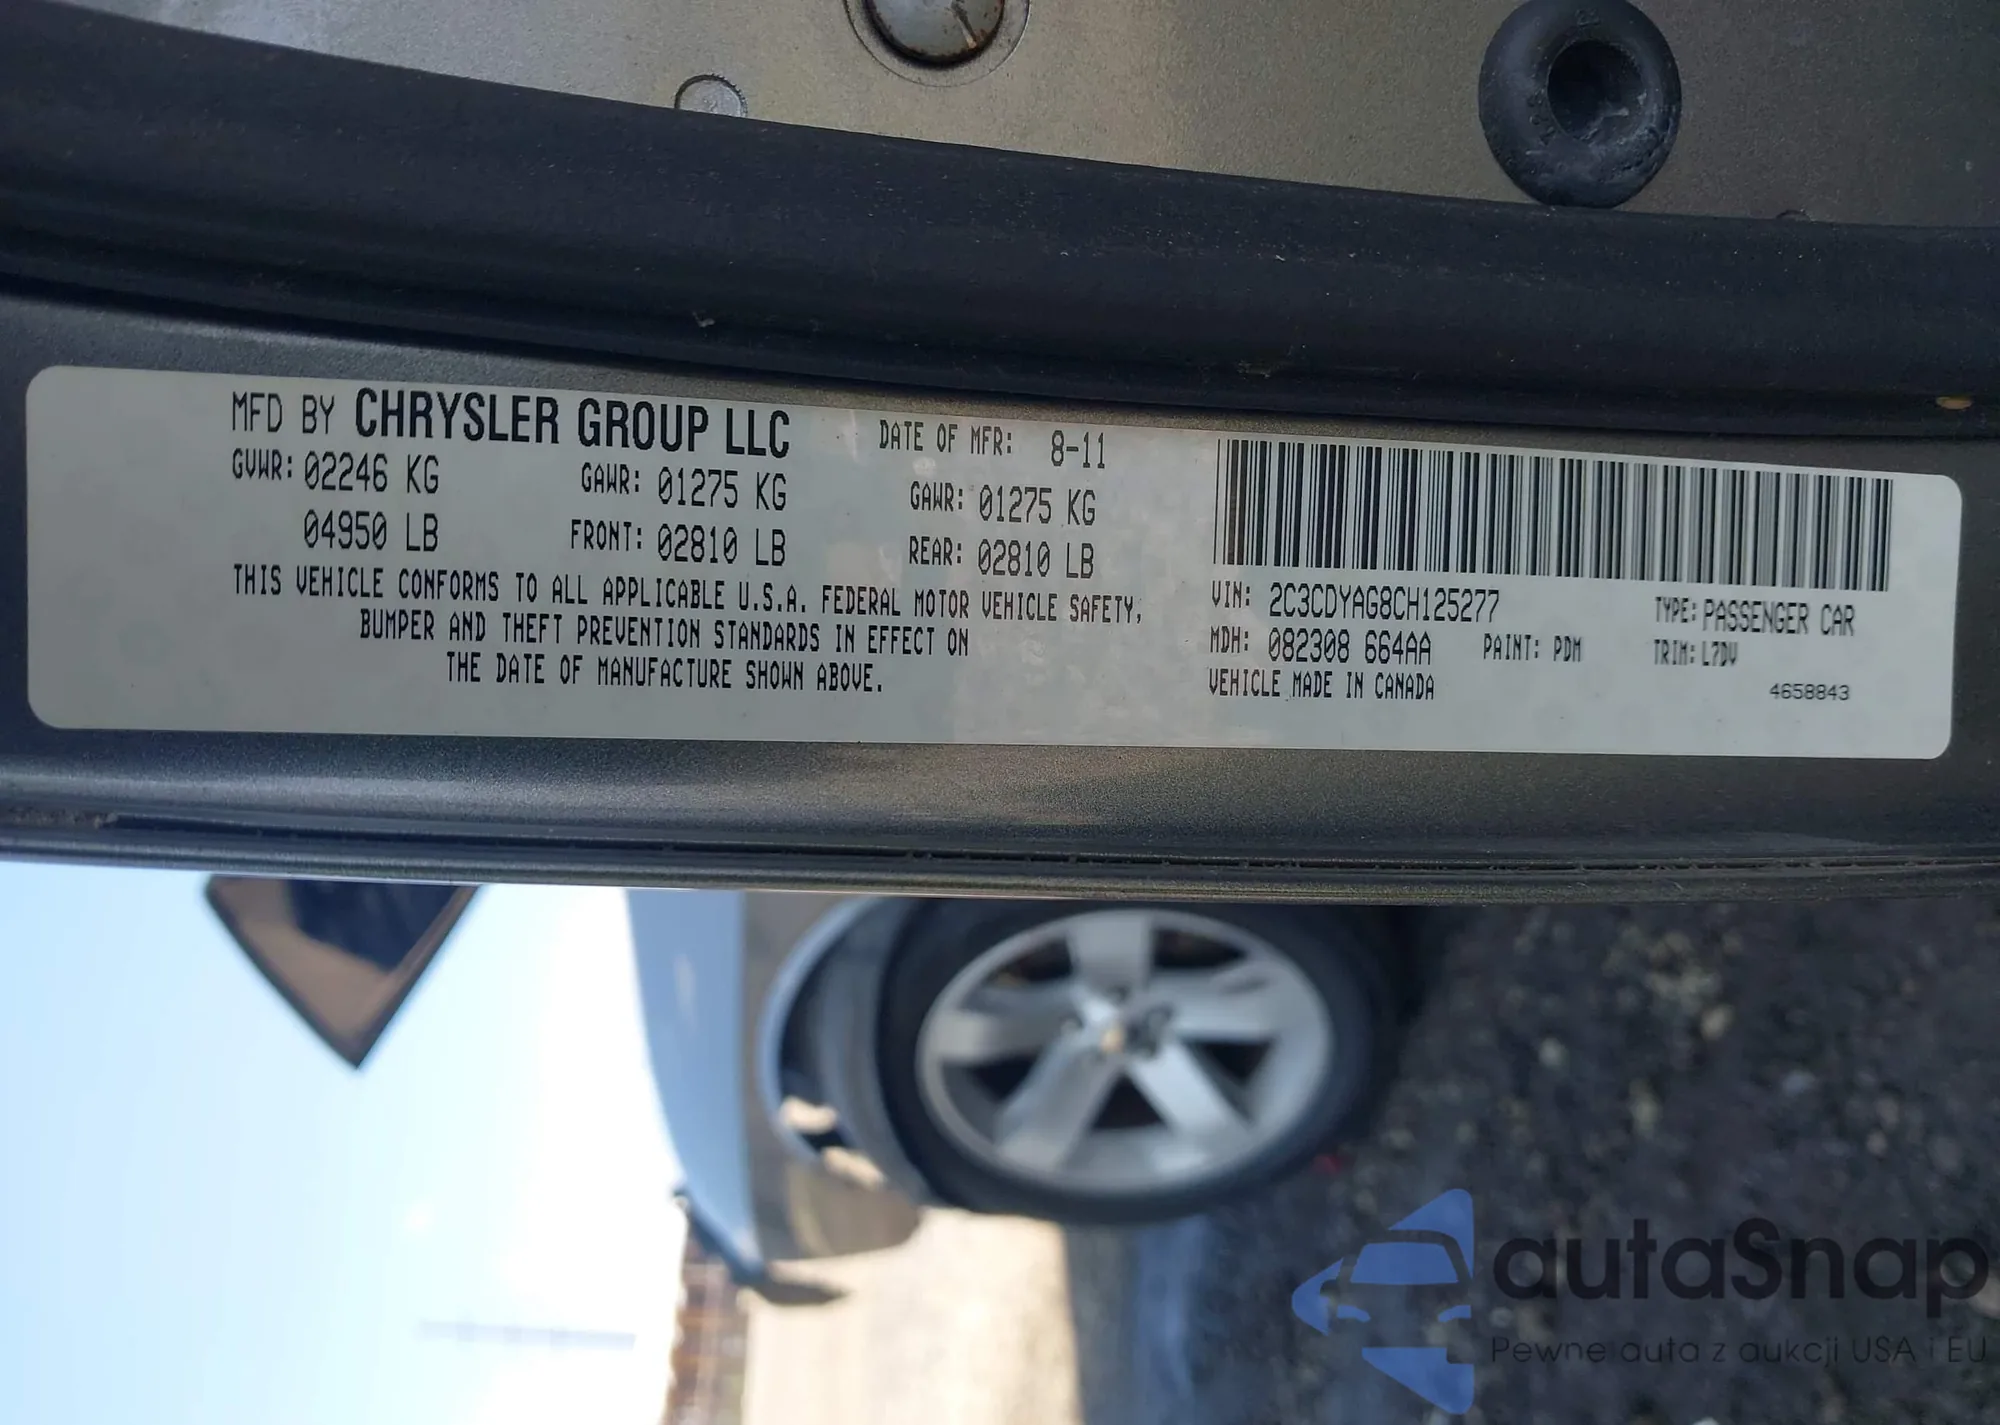 MFD BY CHRYSLER GROUP LLC DATE OF MFR: 8-11
GVWR: 02246 KG GAWR: 01275 KG GAWR: 01275 KG
04950 LB FRONT: 02810 LB REAR: 02810 LB
THIS VEHICLE CONFORMS TO ALL APPLICABLE U.S.A. FEDERAL MOTOR VEHICLE SAFETY,
BUMPER AND THEFT PREVENTION STANDARDS IN EFFECT ON
THE DATE OF MANUFACTURE SHOWN ABOVE.
VIN: 2C3CDYAG8CH125277 TYPE: PASSENGER CAR
MDH: 082308 664AA PAINT: PDM TRIM: L7DV
VEHICLE MADE IN CANADA 4658843
autaSnap
Pewne auta z aukcji USA i EU